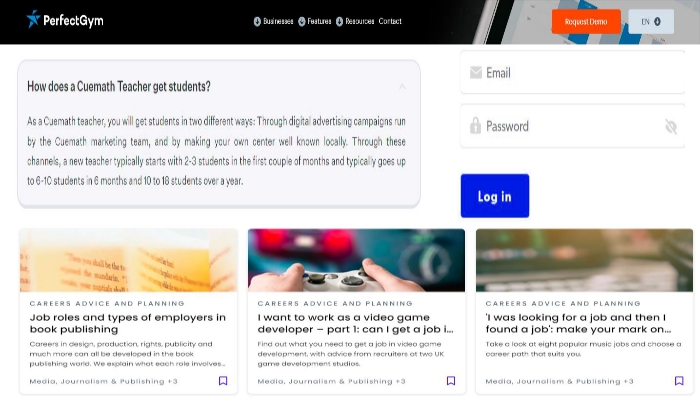 PerfectGym
Businesses Features Resources Contact
Request Demo
EN
How does a Cuemath Teacher get students?
As a Cuemath teacher, you will get students in two different ways: Through digital advertising campaigns run
by the Cuemath marketing team, and by making your own center well known locally. Through these
channels, a new teacher typically starts with 2-3 students in the first couple of months and typically goes up
to 6-10 students in 6 months and 10 to 18 students over a year.
Email
Password
Log in
CAREERS ADVICE AND PLANNING
Job roles and types of employers in
book publishing
Careers in design, production, rights, publicity and
much more can all be developed in the book
publishing world. We explain what each role involves...
Media, Journalism & Publishing +3
CAREERS ADVICE AND PLANNING
I want to work as a video game
developer – part 1: can I get a job i...
Find out what you need to get a job in video game
development, with advice from recruiters at two UK
game development studios.
Media, Journalism & Publishing +3
CAREERS ADVICE AND PLANNING
'I was looking for a job and then I
found a job': make your mark on...
Take a look at eight popular music jobs and choose a
career path that suits you.
Media, Journalism & Publishing +3